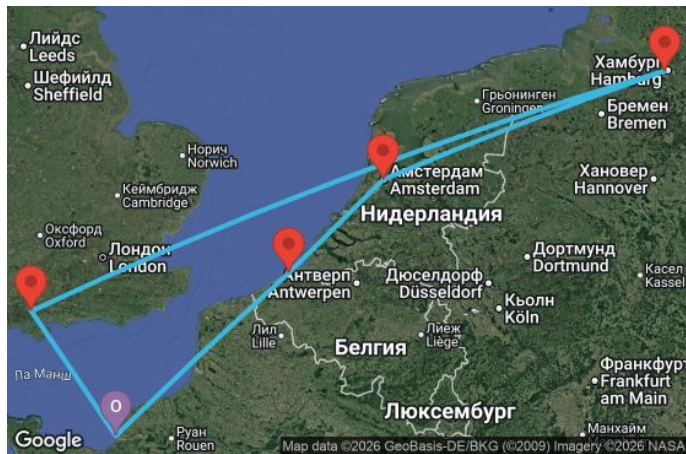 Лийдс
Leeds
Шефийлд
Sheffield
Хамбург
Hamburg
Грьонинген
Groningen
Бремен
Bremen
Норич
Norwich
Амстердам
Amsterdam
Хановер
Hannover
Кеймбридж
Cambridge
Нидерландия
Оксфорд
Oxford
Лондон
London
Дортмунд
Dortmund
Антверп
Antwerpen
Дюселдорф
Düsseldorf
Касел
Kassel
Кьолн
Köln
Лил
Lille
Лиеж
Liège
Белгия
Ла Манш
Франкфурт
Frankfurt
am Main
O
Люксембург
Руан
Rouen
Манхайм
Google
Map data ©2026 GeoBasis-DE/BKG (©2009) Imagery ©2026 NASA